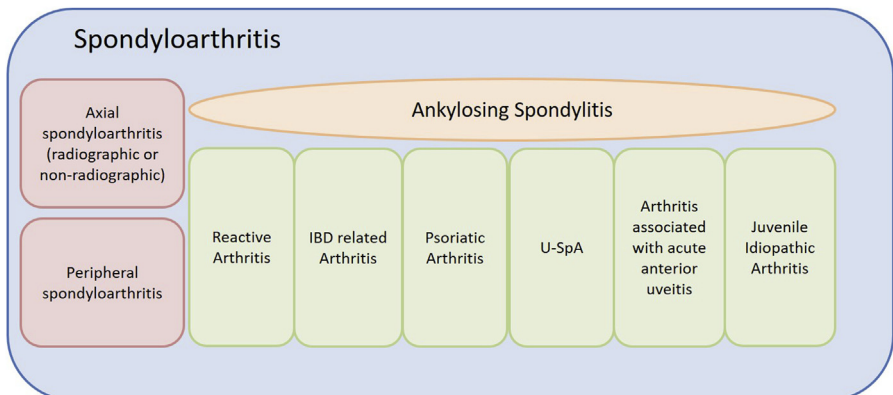 Spondyloarthritis
Axial
spondyloarthritis
(radiographic or
non-radiographic)
Ankylosing Spondylitis
Peripheral
spondyloarthritis
Reactive
Arthritis
IBD related
Arthritis
Psoriatic
Arthritis
U-SpA
Arthritis
associated
with acute
anterior
uveitis
Juvenile
Idiopathic
Arthritis